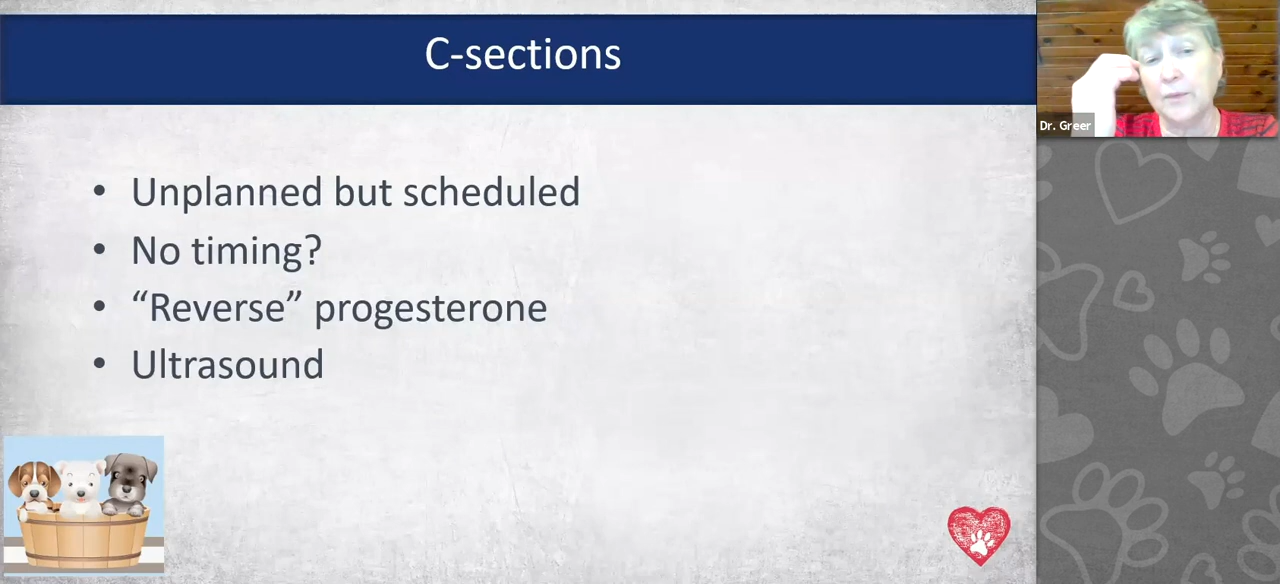 C-sections
Dr. Greer
• Unplanned but scheduled
• No timing?
• “Reverse” progesterone
• Ultrasound